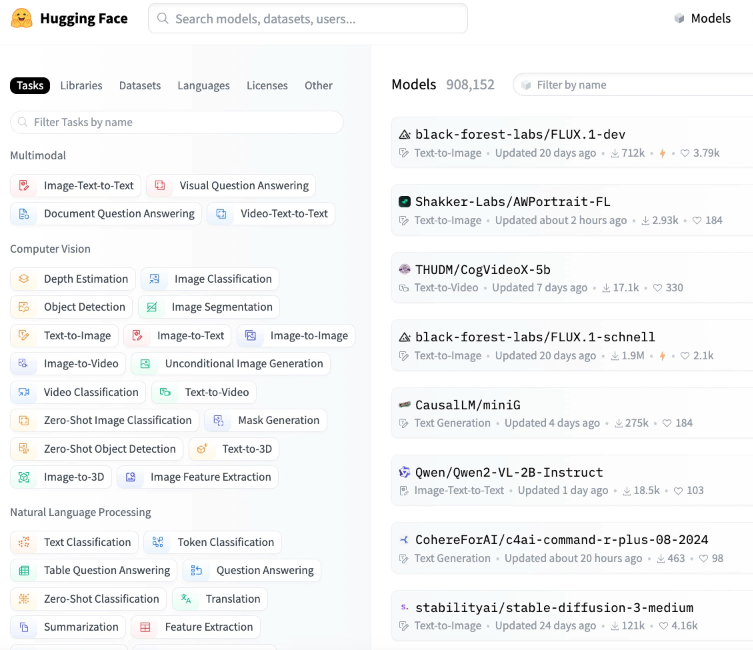 Hugging Face
Search models, datasets, users...
Models
Tasks Libraries Datasets Languages Licenses Other
Filter Tasks by name
Multimodal
Image-Text-to-Text Visual Question Answering
Document Question Answering Video-Text-to-Text
Computer Vision
Depth Estimation Image Classification
Object Detection Image Segmentation
Text-to-Image Image-to-Text Image-to-Image
Image-to-Video Unconditional Image Generation
Video Classification Text-to-Video
Zero-Shot Image Classification Mask Generation
Zero-Shot Object Detection Text-to-3D
Image-to-3D Image Feature Extraction
Natural Language Processing
Text Classification Token Classification
Table Question Answering Question Answering
Zero-Shot Classification Translation
Summarization Feature Extraction
Models 908,152
Filter by name
black-forest-labs/FLUX.1-dev
Text-to-Image • Updated 20 days ago • 712k • 3.79k
Shakker-Labs/AWPortrait-FL
Text-to-Image • Updated about 2 hours ago • 2.93k • 184
THUDM/CogVideoX-5b
Text-to-Video • Updated 7 days ago • 17.1k • 330
black-forest-labs/FLUX.1-schnell
Text-to-Image • Updated 20 days ago • 1.9M • 2.1k
CausalLM/miniG
Text Generation • Updated 4 days ago • 275k • 184
Qwen/Qwen2-VL-2B-Instruct
Image-Text-to-Text • Updated 1 day ago • 18.5k • 103
CohereForAI/c4ai-command-r-plus-08-2024
Text Generation • Updated about 20 hours ago • 463 • 98
stabilityai/stable-diffusion-3-medium
Text-to-Image • Updated 24 days ago • 121k • 4.16k